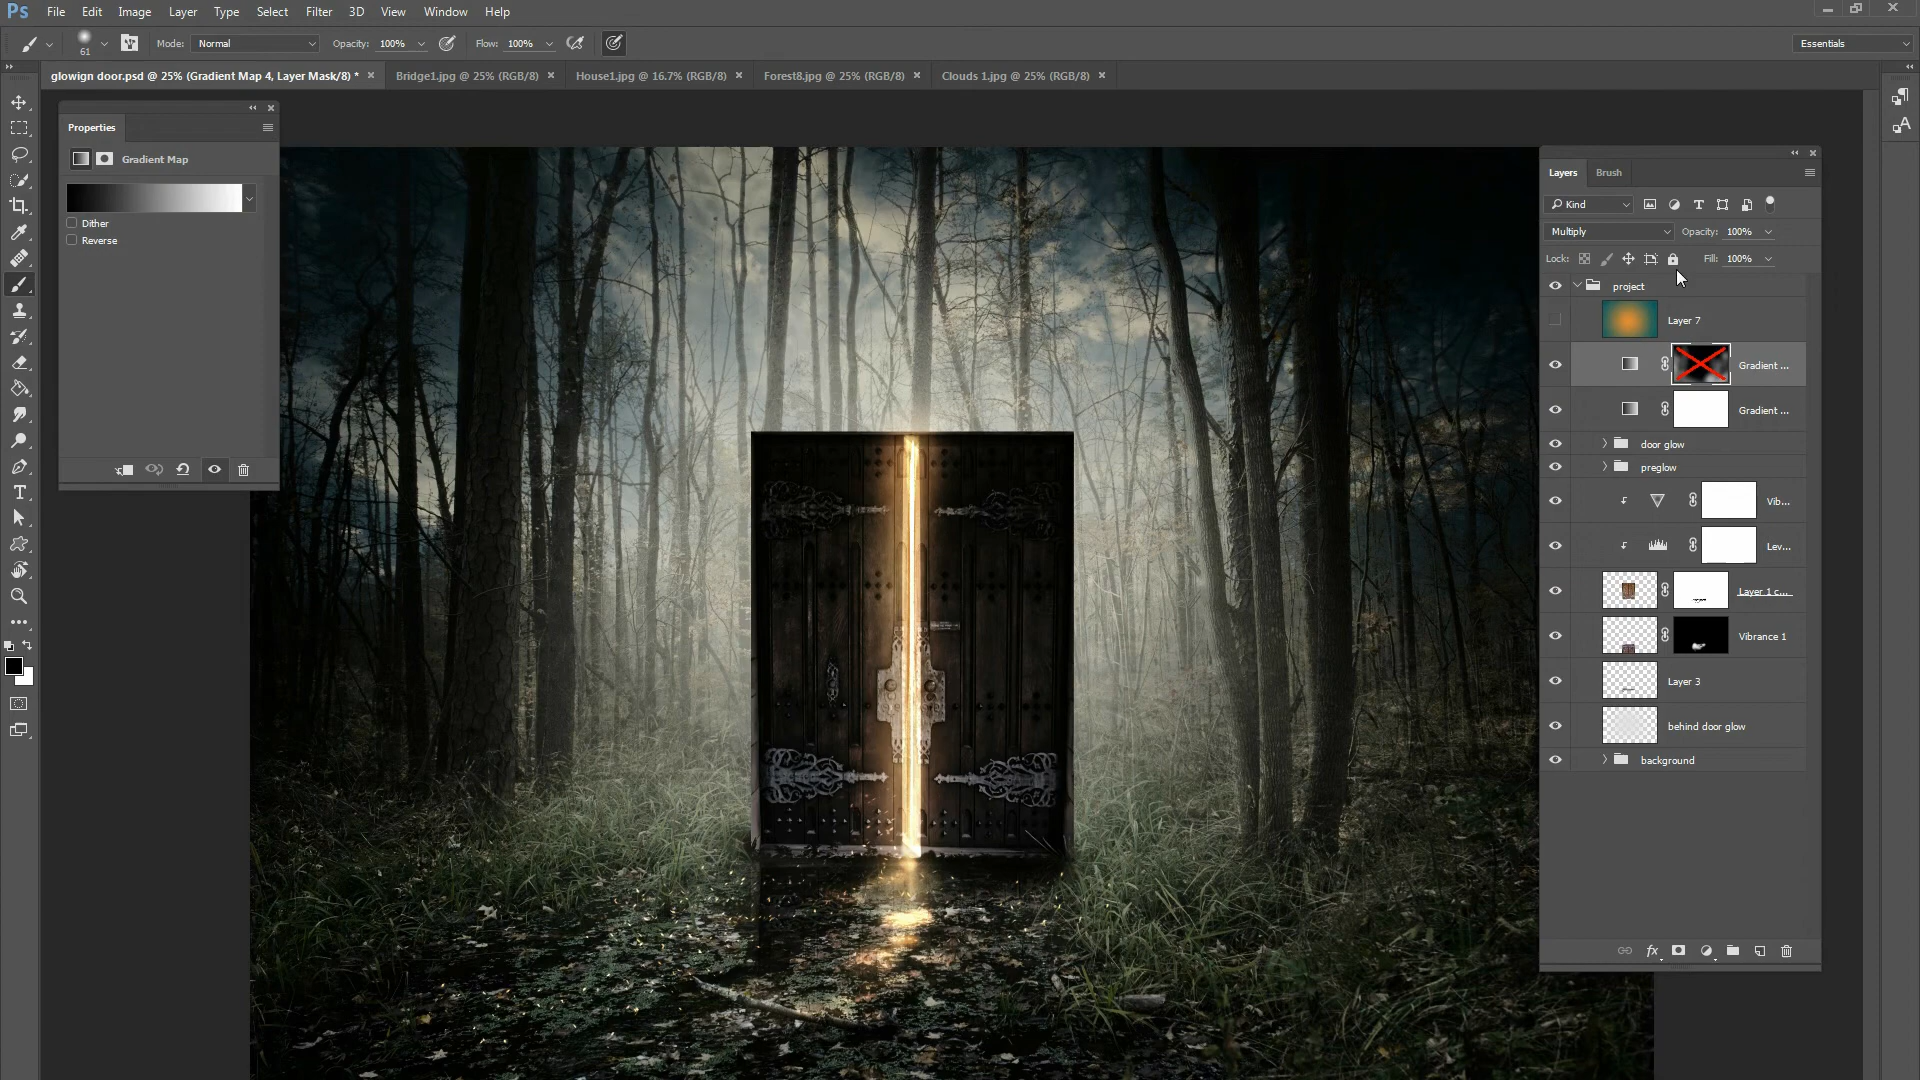 Ps File Edit Image Layer Type Select Filter 3D View Window Help
61 Mode: Normal Opacity: 100% Flow: 100% Essentials
glowign door.psd @ 25% (Gradient Map 4, Layer Mask/8) * Bridge1.jpg @ 25% (RGB/8) House1.jpg @ 16.7% (RGB/8) Forest8.jpg @ 25% (RGB/8) Clouds 1.jpg @ 25% (RGB/8)
Properties
Gradient Map
Dither
Reverse
Layers Brush
Kind
Multiply Opacity: 100%
Lock: Fill: 100%
project
Layer 7
Gradient ...
Gradient ...
door glow
preglow
Vib...
Lev...
Layer 1 c...
Vibrance 1
Layer 3
behind door glow
background
fx